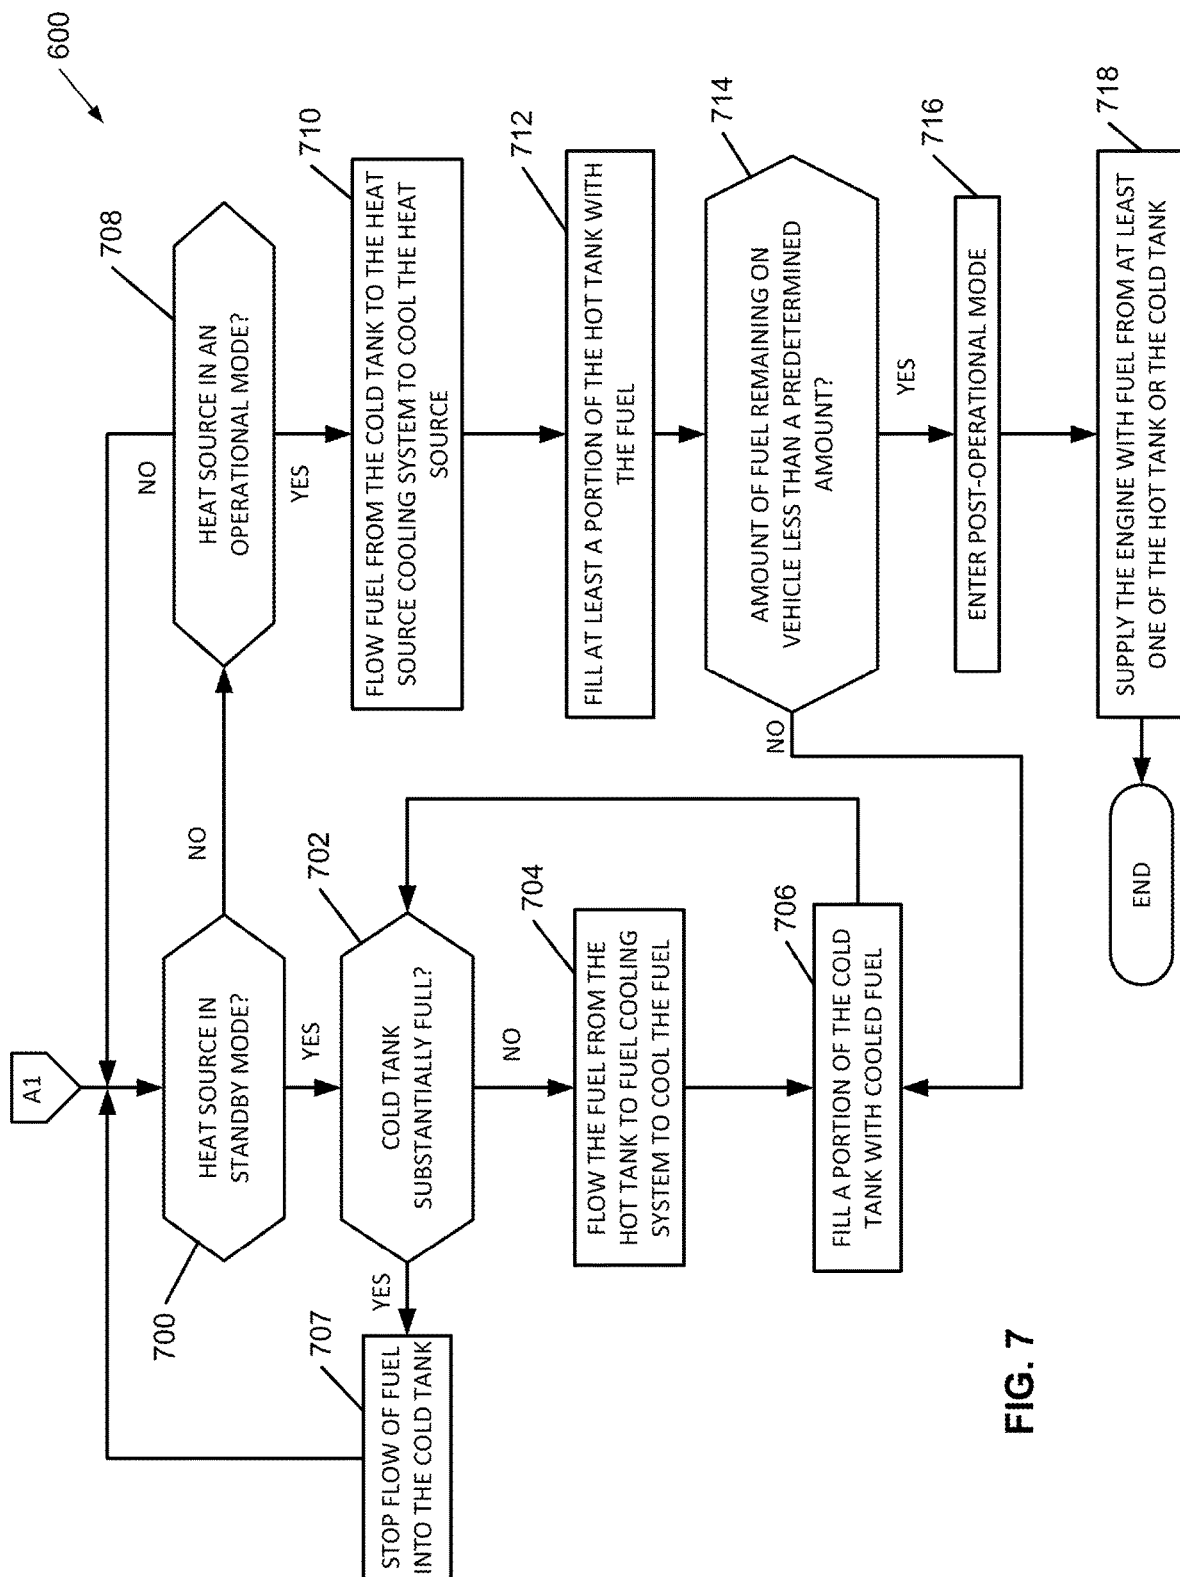 600
A1
HEAT SOURCE IN
STANDBY MODE?
700
NO
YES
COLD TANK
SUBSTANTIALLY FULL?
702
YES
NO
STOP FLOW OF FUEL
INTO THE COLD TANK
707
FLOW THE FUEL FROM THE
HOT TANK TO FUEL COOLING
SYSTEM TO COOL THE FUEL
704
FILL A PORTION OF THE COLD
TANK WITH COOLED FUEL
706
HEAT SOURCE IN AN
OPERATIONAL MODE?
708
NO
YES
FLOW FUEL FROM THE COLD TANK TO THE HEAT
SOURCE COOLING SYSTEM TO COOL THE HEAT
SOURCE
710
FILL AT LEAST A PORTION OF THE HOT TANK WITH
THE FUEL
712
AMOUNT OF FUEL REMAINING ON
VEHICLE LESS THAN A PREDETERMINED
AMOUNT?
714
NO
YES
ENTER POST-OPERATIONAL MODE
716
SUPPLY THE ENGINE WITH FUEL FROM AT LEAST
ONE OF THE HOT TANK OR THE COLD TANK
718
END
FIG. 7